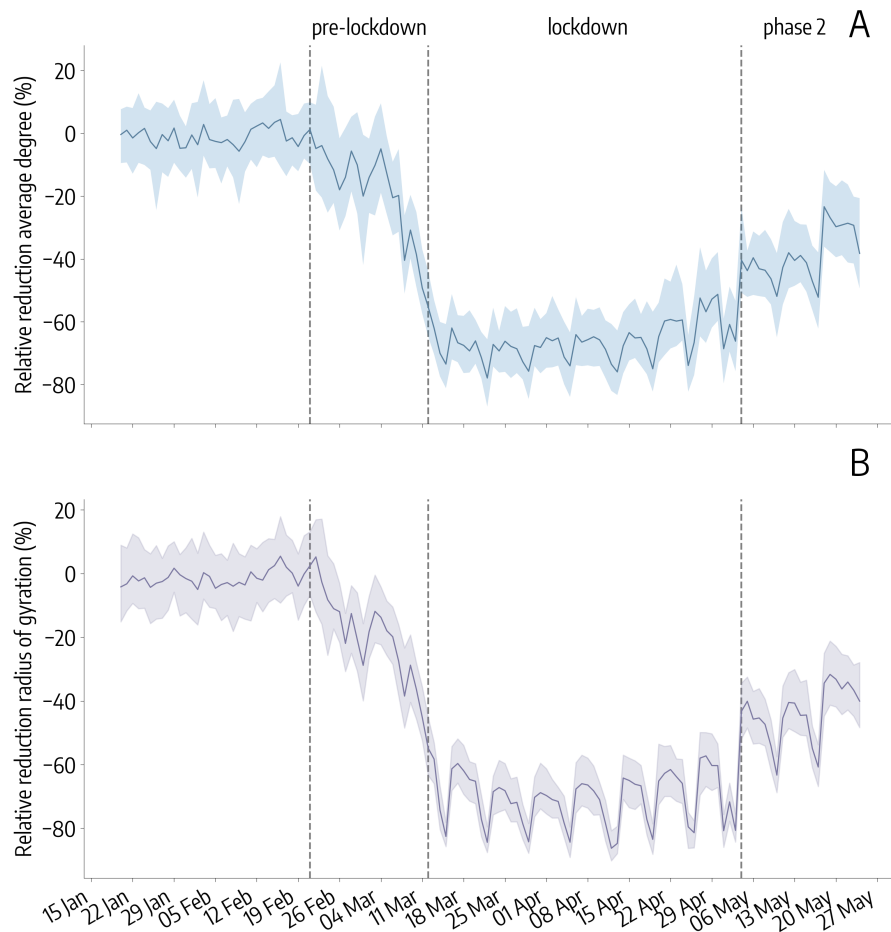 pre-lockdown lockdown phase 2 A
Relative reduction average degree (%)
20
0
−20
−40
−60
−80
B
Relative reduction radius of gyration (%)
20
0
−20
−40
−60
−80
15 Jan 22 Jan 29 Jan 05 Feb 12 Feb 19 Feb 26 Feb 04 Mar 11 Mar 18 Mar 25 Mar 01 Apr 08 Apr 15 Apr 22 Apr 29 Apr 06 May 13 May 20 May 27 May